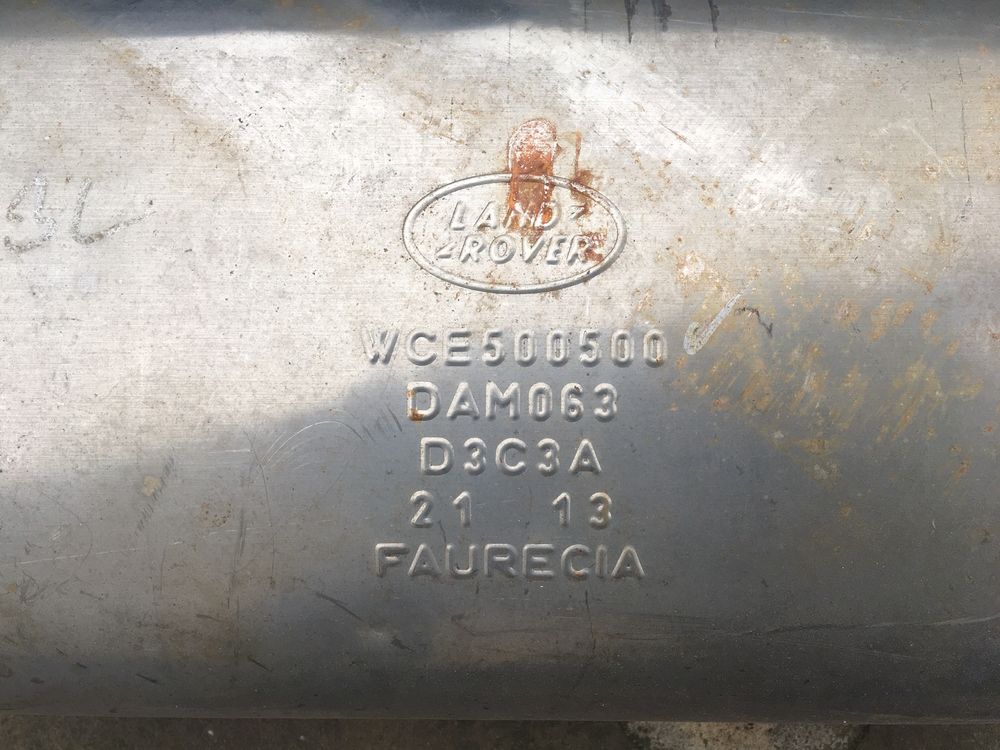 LAND
ROVER
WCE500500
DAM063
D3C3A
21 13
FAURECIA